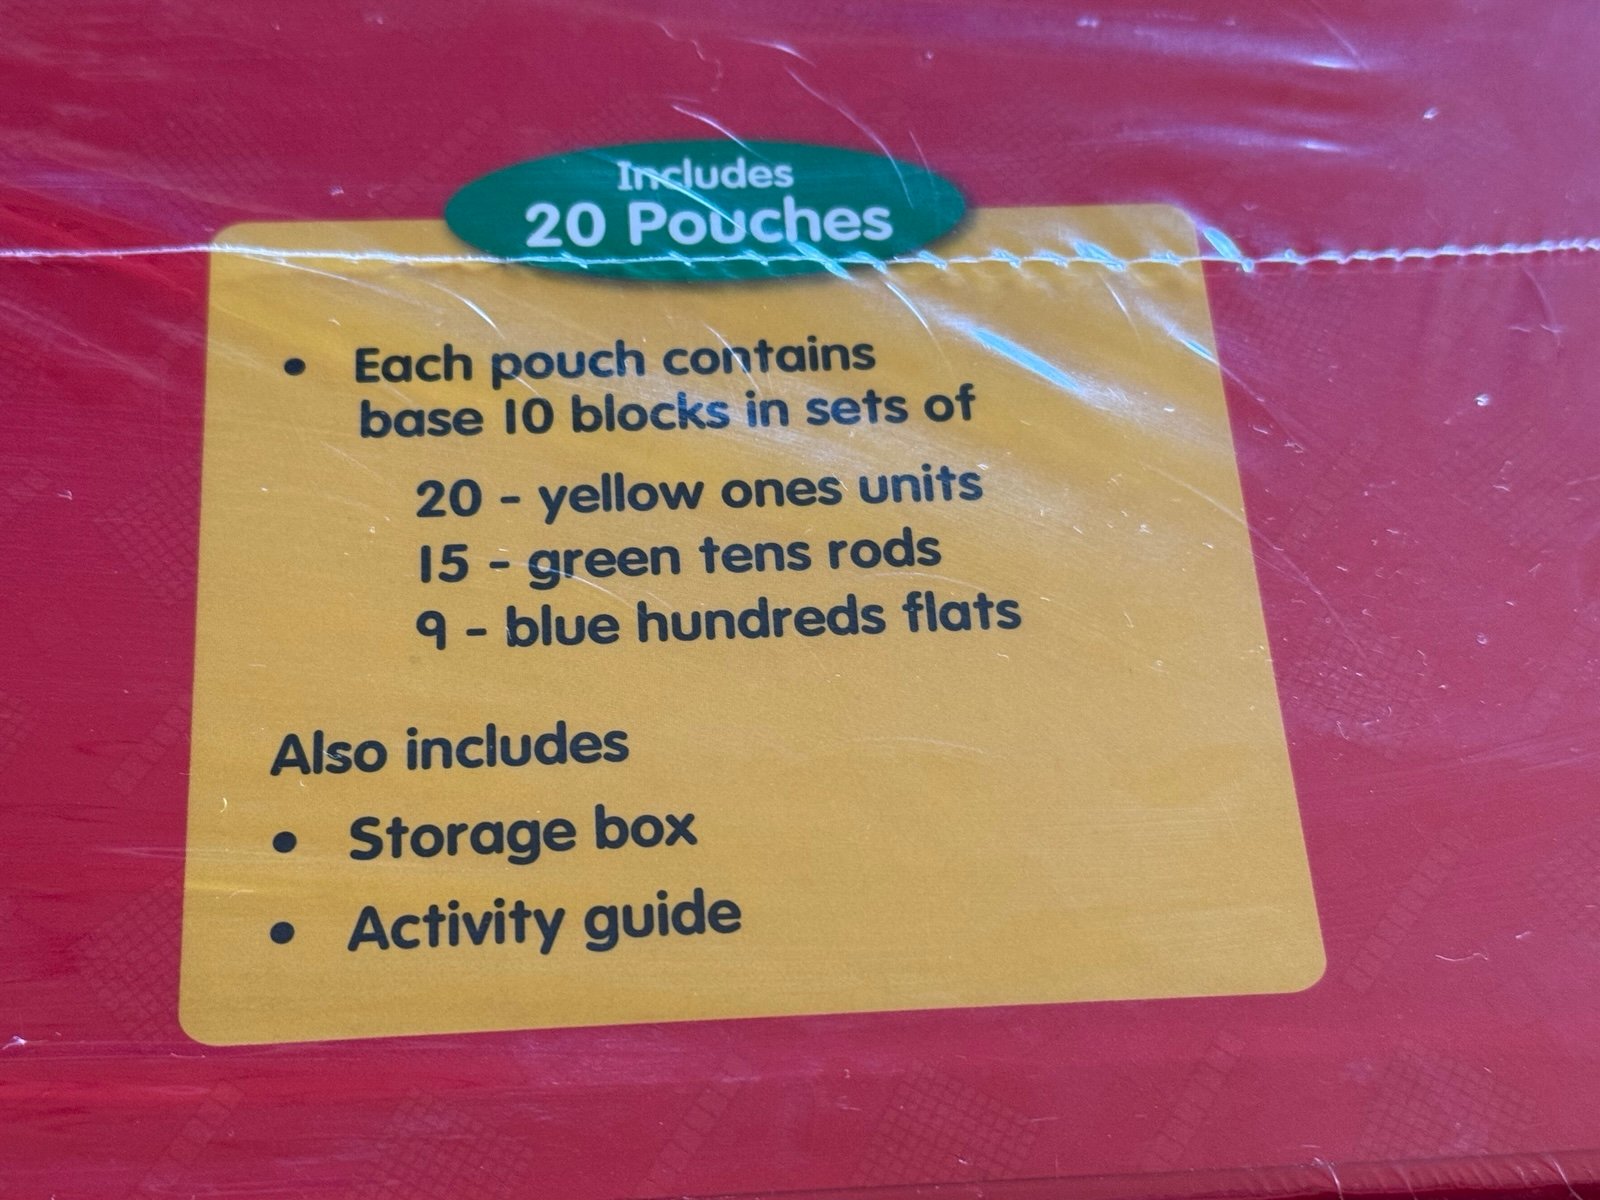 Includes
20 Pouches
• Each pouch contains
base 10 blocks in sets of
20 - yellow ones units
15 - green tens rods
9 - blue hundreds flats
Also includes
• Storage box
• Activity guide